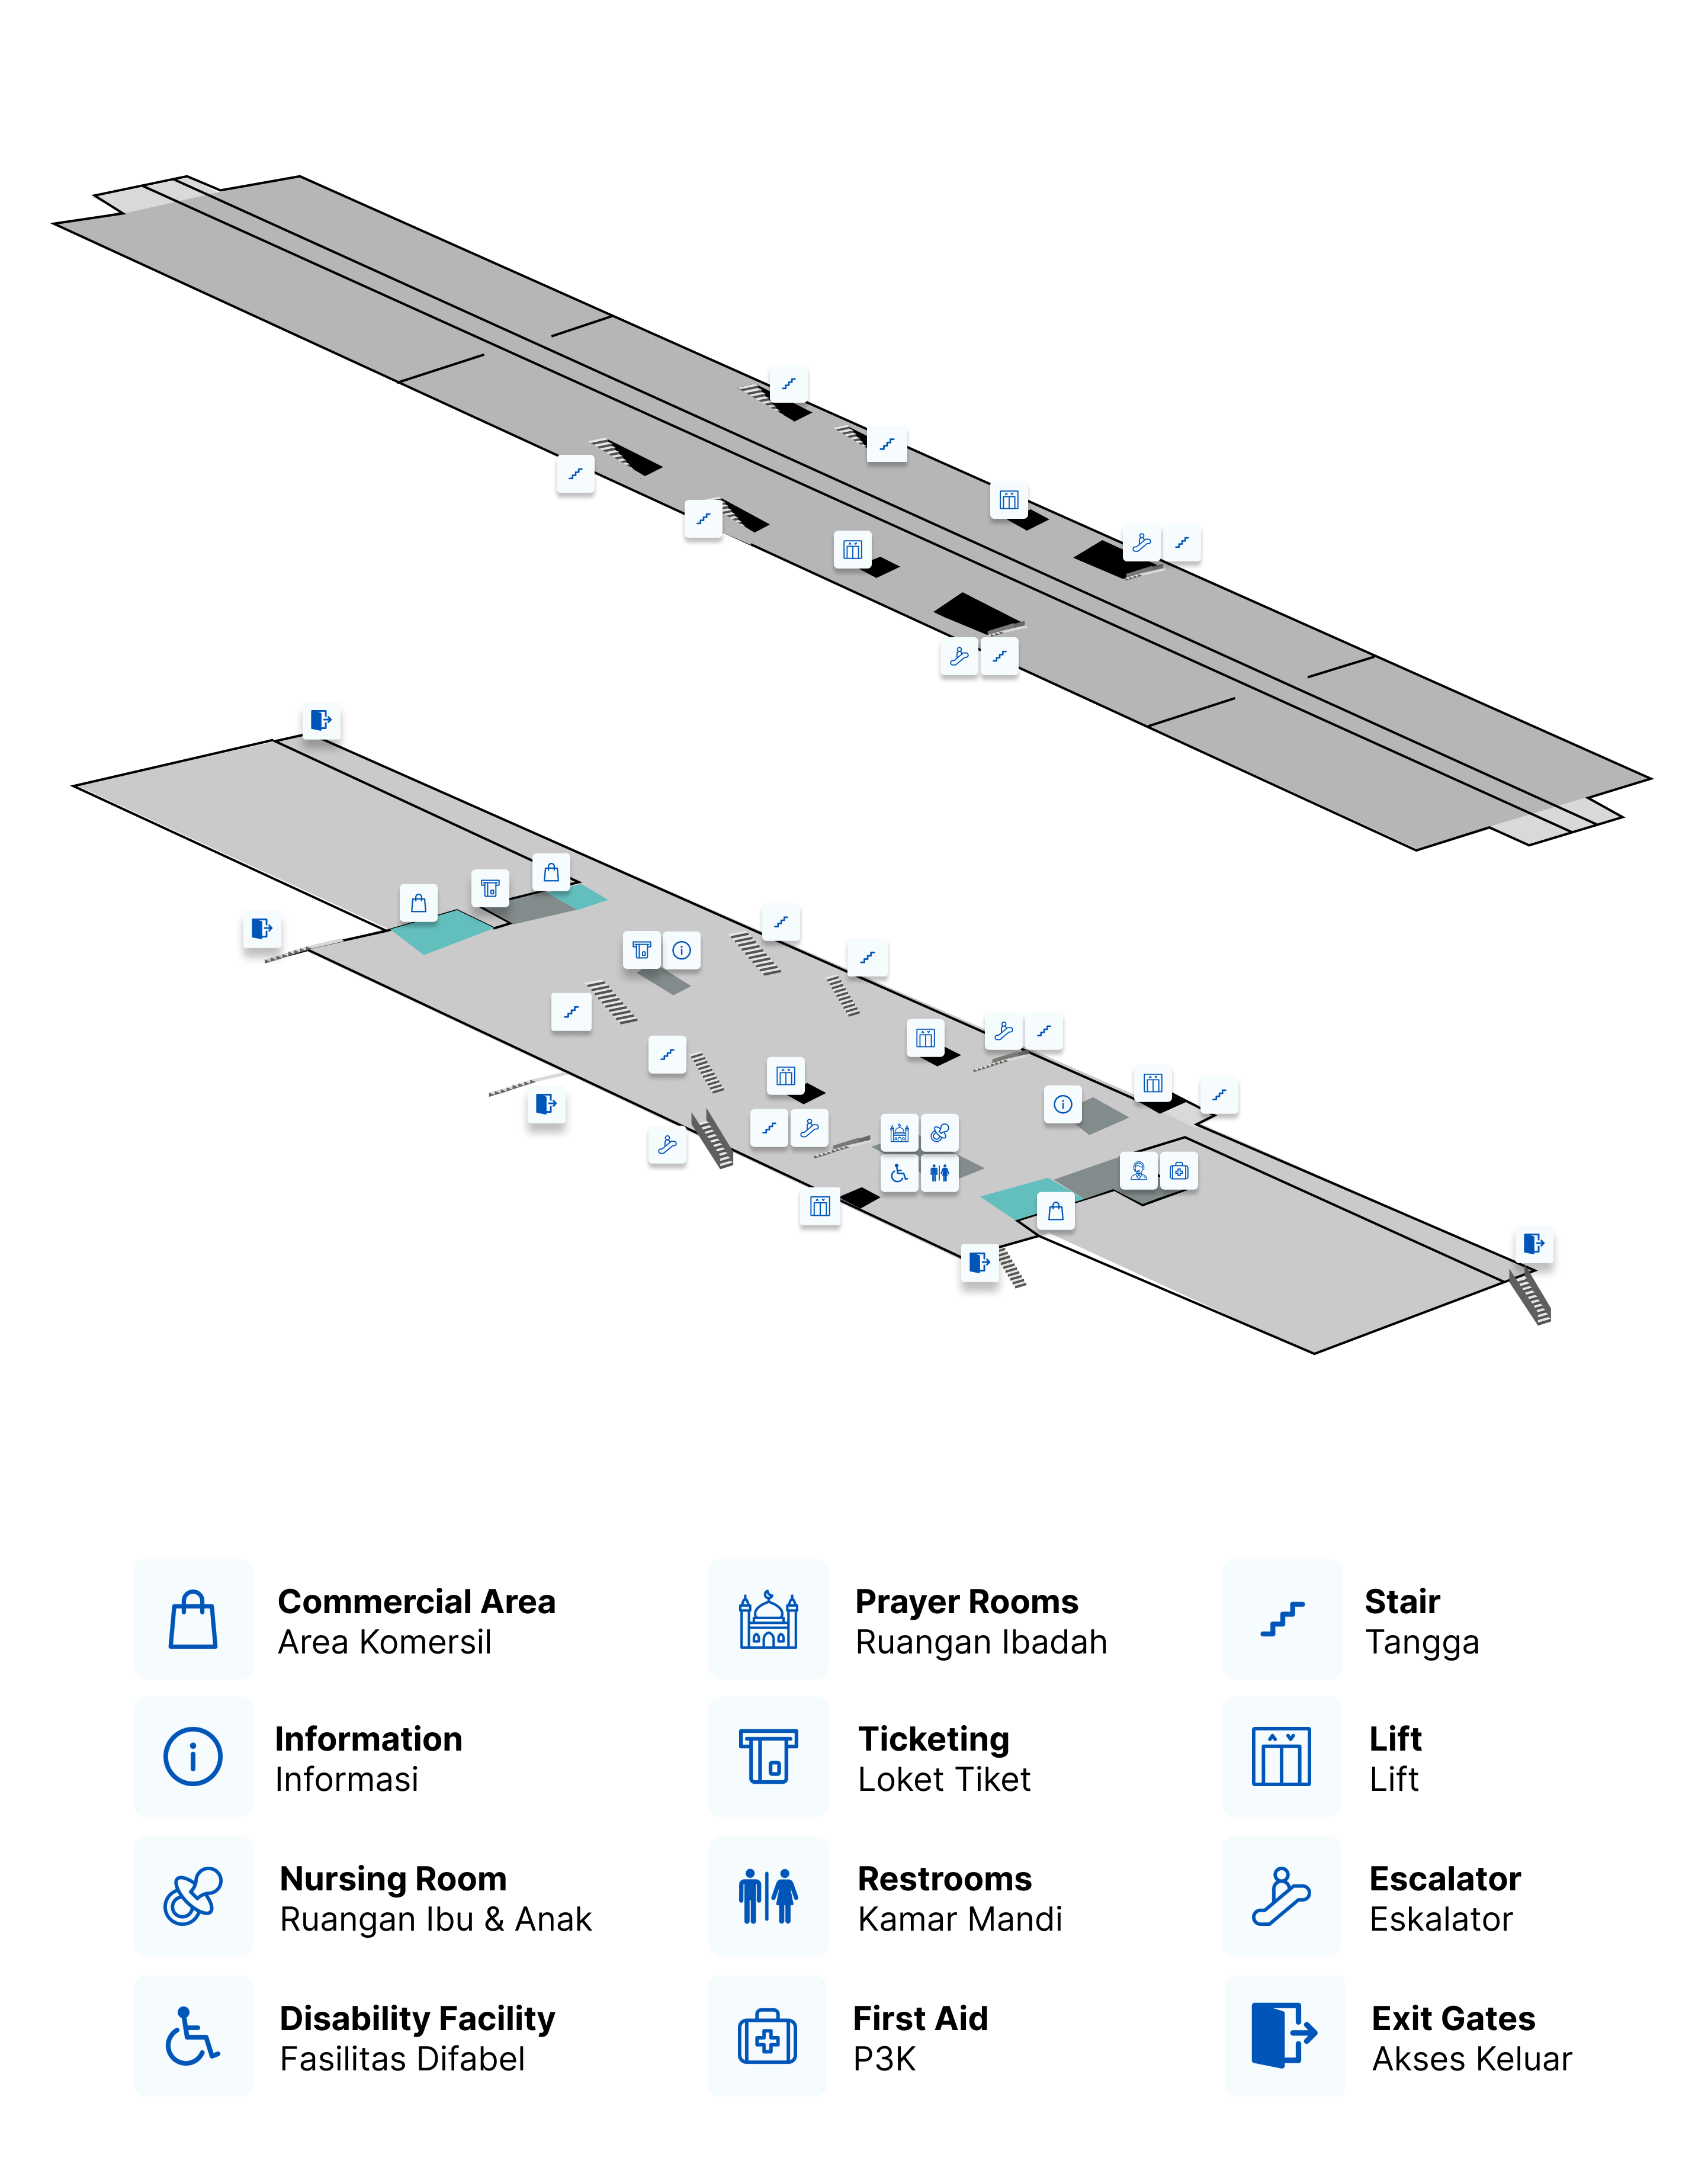 Commercial Area
Area Komersil
Prayer Rooms
Ruangan Ibadah
Stair
Tangga
Information
Informasi
Ticketing
Loket Tiket
Lift
Lift
Nursing Room
Ruangan Ibu & Anak
Restrooms
Kamar Mandi
Escalator
Eskalator
Disability Facility
Fasilitas Difabel
First Aid
P3K
Exit Gates
Akses Keluar